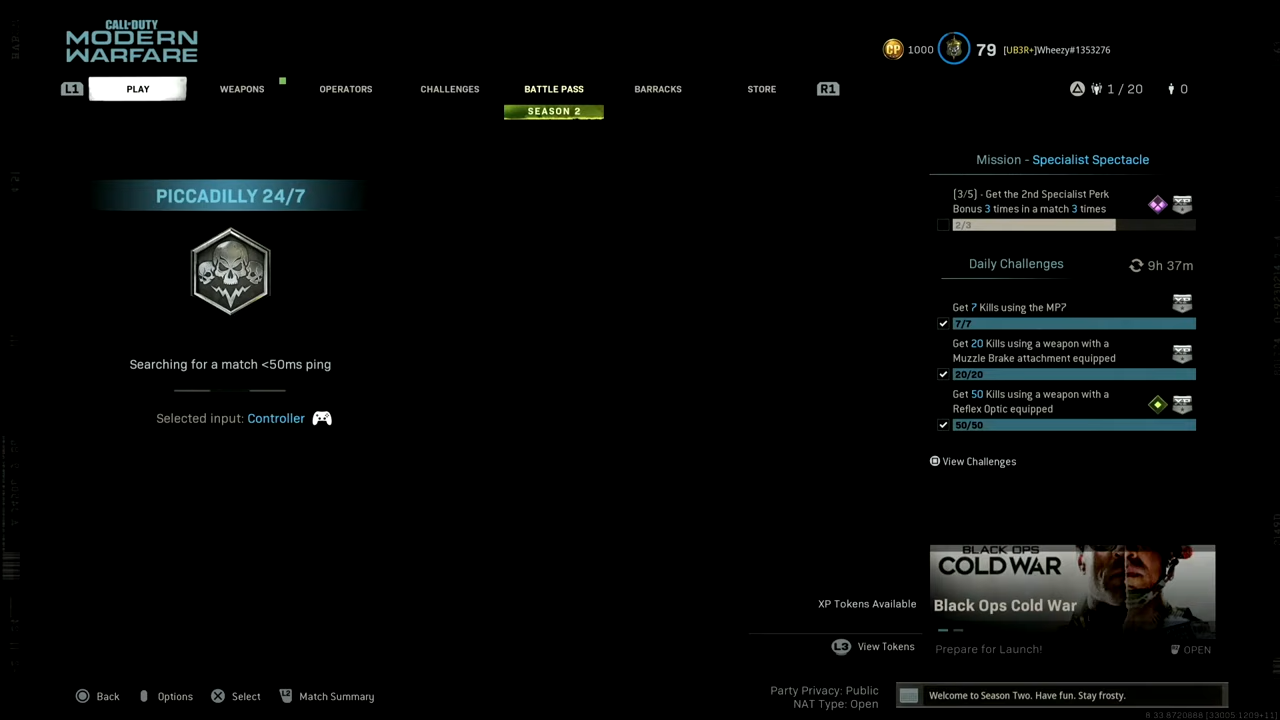 CALL OF DUTY
MODERN
WARFARE
CP 1000 79 [UB3R+]Wheezy#1353276
L1 PLAY WEAPONS OPERATORS CHALLENGES BATTLE PASS BARRACKS STORE R1 1 / 20 0
SEASON 2
Mission - Specialist Spectacle
[3/5] - Get the 2nd Specialist Perk
Bonus 3 times in a match 3 times
2/3
PICCADILLY 24/7
Searching for a match <50ms ping
Selected input: Controller
Daily Challenges 9h 37m
Get 7 Kills using the MP7
XP
7/7
Get 20 Kills using a weapon with a
Muzzle Brake attachment equipped
20/20
Get 50 Kills using a weapon with a
Reflex Optic equipped
50/50
View Challenges
BLACK OPS
COLD WAR
Black Ops Cold War
Prepare for Launch! OPEN
XP Tokens Available
L3 View Tokens
Back Options Select L2 Match Summary
Party Privacy: Public
NAT Type: Open
Welcome to Season Two. Have fun. Stay frosty.